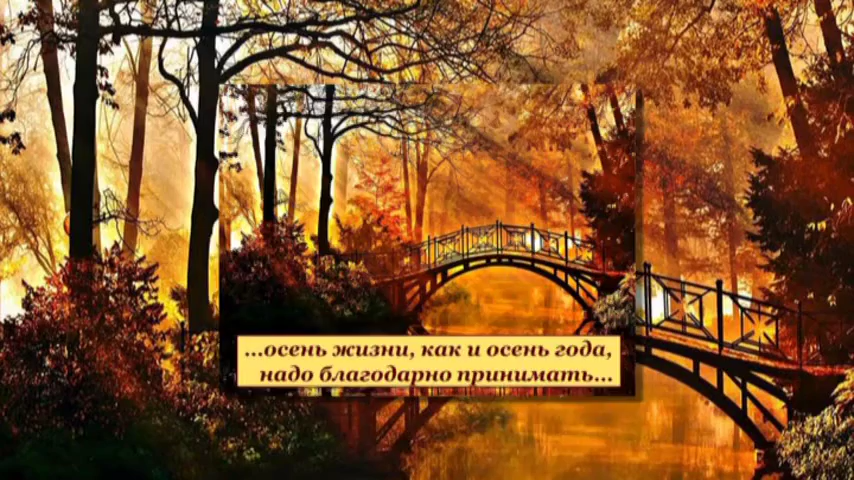 ...осень жизни, как и осень года,
надо благодарно принимать...